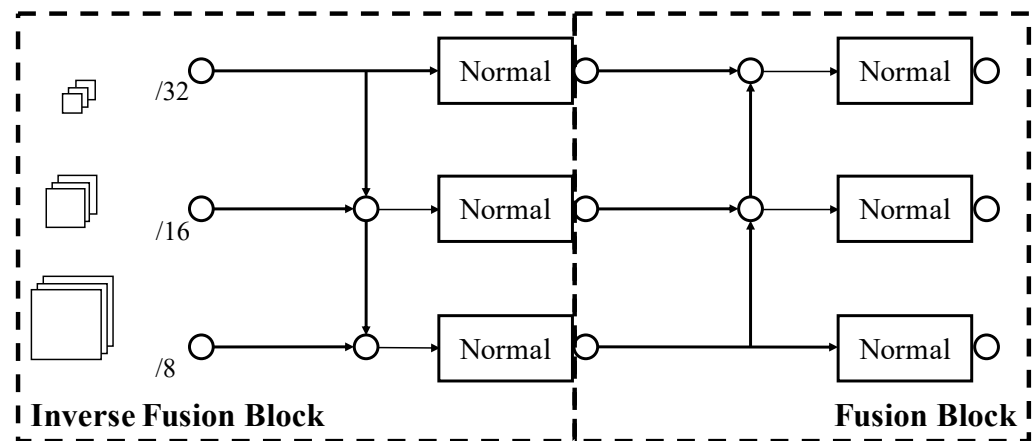 /32 Normal Normal
/16 Normal Normal
/8 Normal Normal
Inverse Fusion Block Fusion Block